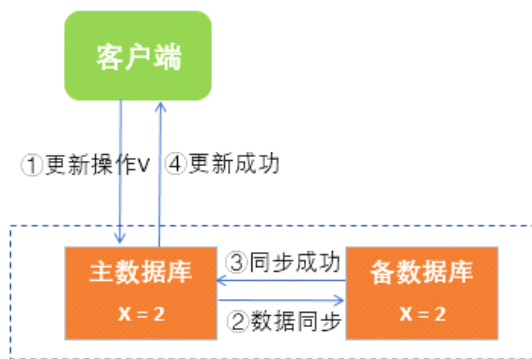 客户端
①更新操作v ④更新成功
主数据库
X = 2
③同步成功
②数据同步
备数据库
X = 2